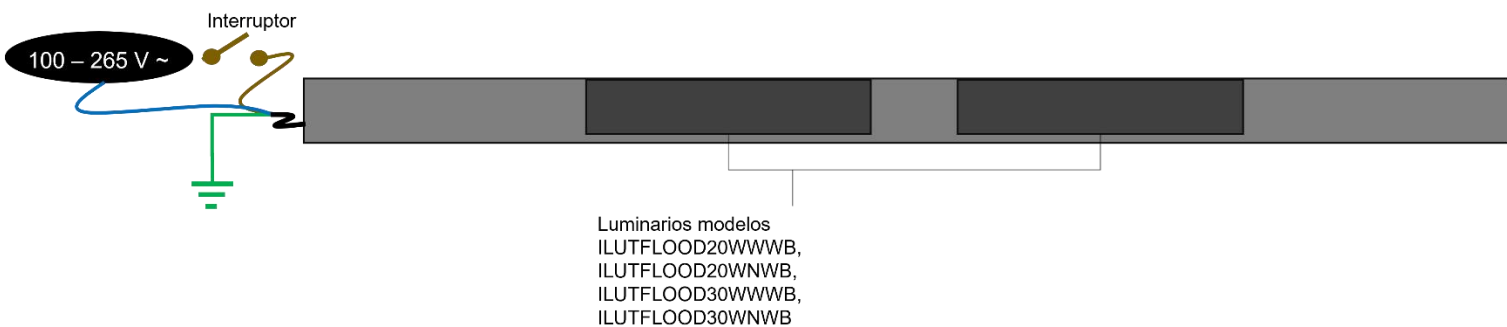 Interruptor
100 – 265 V ~
Luminarios modelos
ILUTFLOOD20WWWB,
ILUTFLOOD20WNWB,
ILUTFLOOD30WWWB,
ILUTFLOOD30WNWB